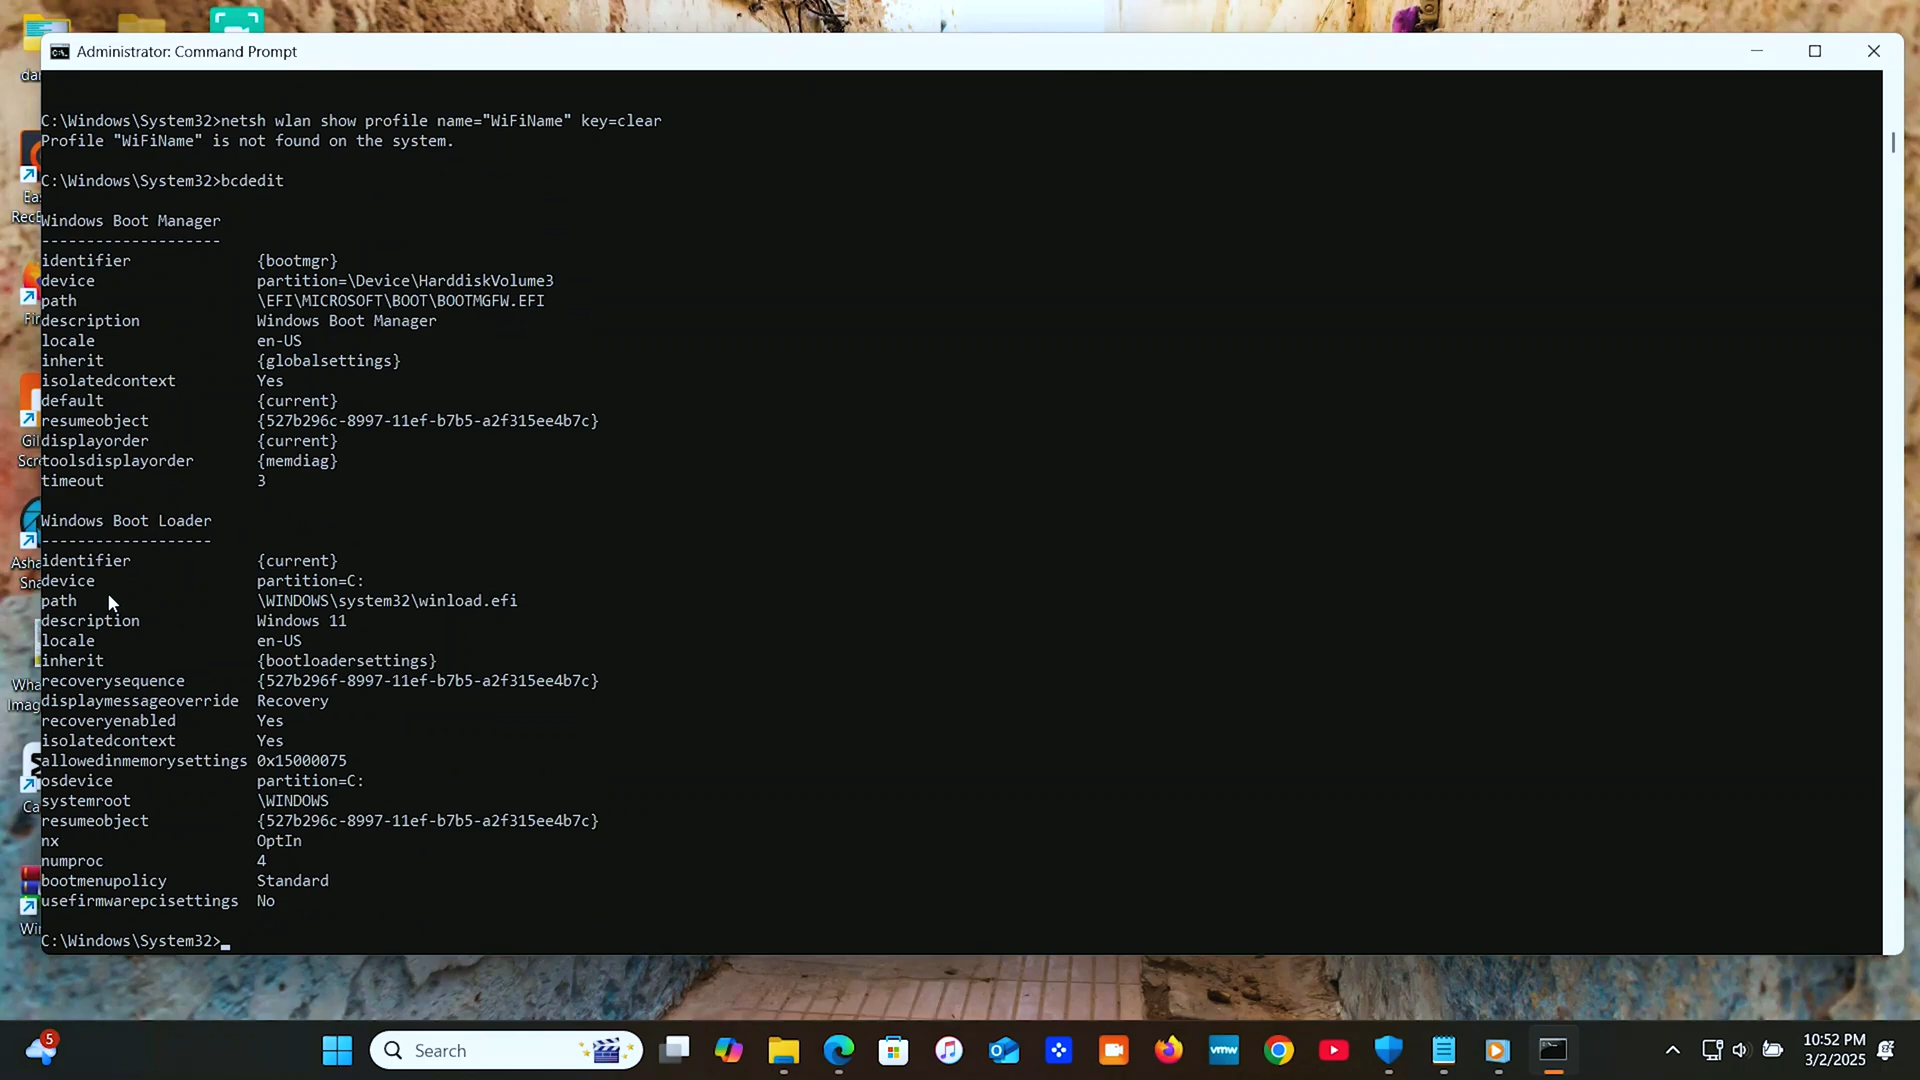 Administrator: Command Prompt
C:\Windows\System32>netsh wlan show profile name="WiFiName" key=clear
Profile "WiFiName" is not found on the system.
C:\Windows\System32>bcdedit
Windows Boot Manager
--------------------
identifier {bootmgr}
device partition=\Device\HarddiskVolume3
path \EFI\MICROSOFT\BOOT\BOOTMGFW.EFI
description Windows Boot Manager
locale en-US
inherit {globalsettings}
isolatedcontext Yes
default {current}
resumeobject {527b296c-8997-11ef-b7b5-a2f315ee4b7c}
displayorder {current}
toolsdisplayorder {memdiag}
timeout 3
Windows Boot Loader
-------------------
identifier {current}
device partition=C:
path \WINDOWS\system32\winload.efi
description Windows 11
locale en-US
inherit {bootloadersettings}
recoverysequence {527b296f-8997-11ef-b7b5-a2f315ee4b7c}
displaymessageoverride Recovery
recoveryenabled Yes
isolatedcontext Yes
allowedinmemorysettings 0x15000075
osdevice partition=C:
systemroot \WINDOWS
resumeobject {527b296c-8997-11ef-b7b5-a2f315ee4b7c}
nx OptIn
numproc 4
bootmenupolicy Standard
usefirmwarepcisettings No
C:\Windows\System32>_
5
Search
vmw
10:52 PM
3/2/2025